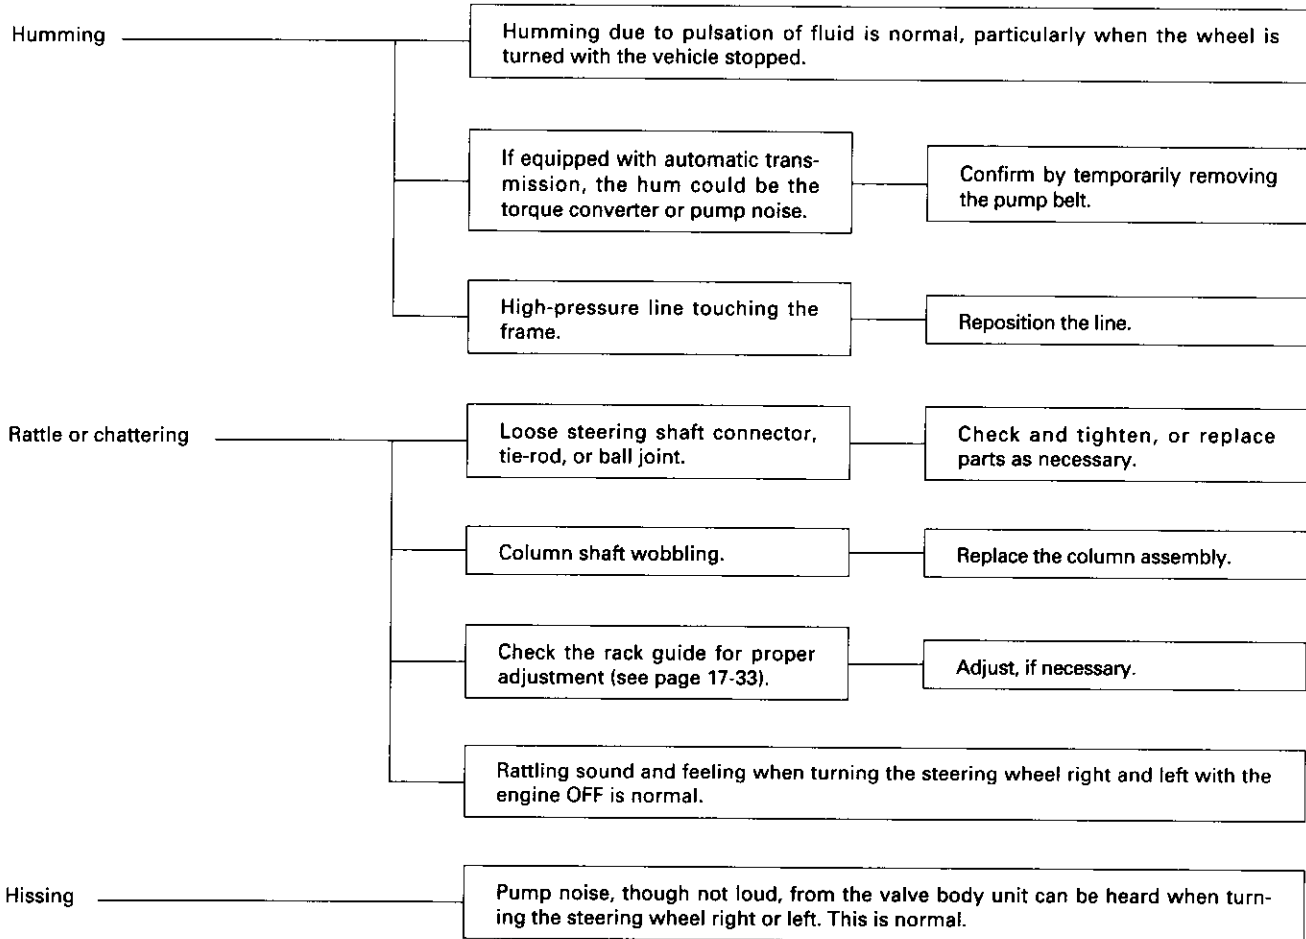 Humming
Humming due to pulsation of fluid is normal, particularly when the wheel is
turned with the vehicle stopped.
If equipped with automatic trans-
mission, the hum could be the
torque converter or pump noise.
Confirm by temporarily removing
the pump belt.
High-pressure line touching the
frame.
Reposition the line.
Rattle or chattering
Loose steering shaft connector,
tie-rod, or ball joint.
Check and tighten, or replace
parts as necessary.
Column shaft wobbling.
Replace the column assembly.
Check the rack guide for proper
adjustment (see page 17-33).
Adjust, if necessary.
Rattling sound and feeling when turning the steering wheel right and left with the
engine OFF is normal.
Hissing
Pump noise, though not loud, from the valve body unit can be heard when turn-
ing the steering wheel right or left. This is normal.